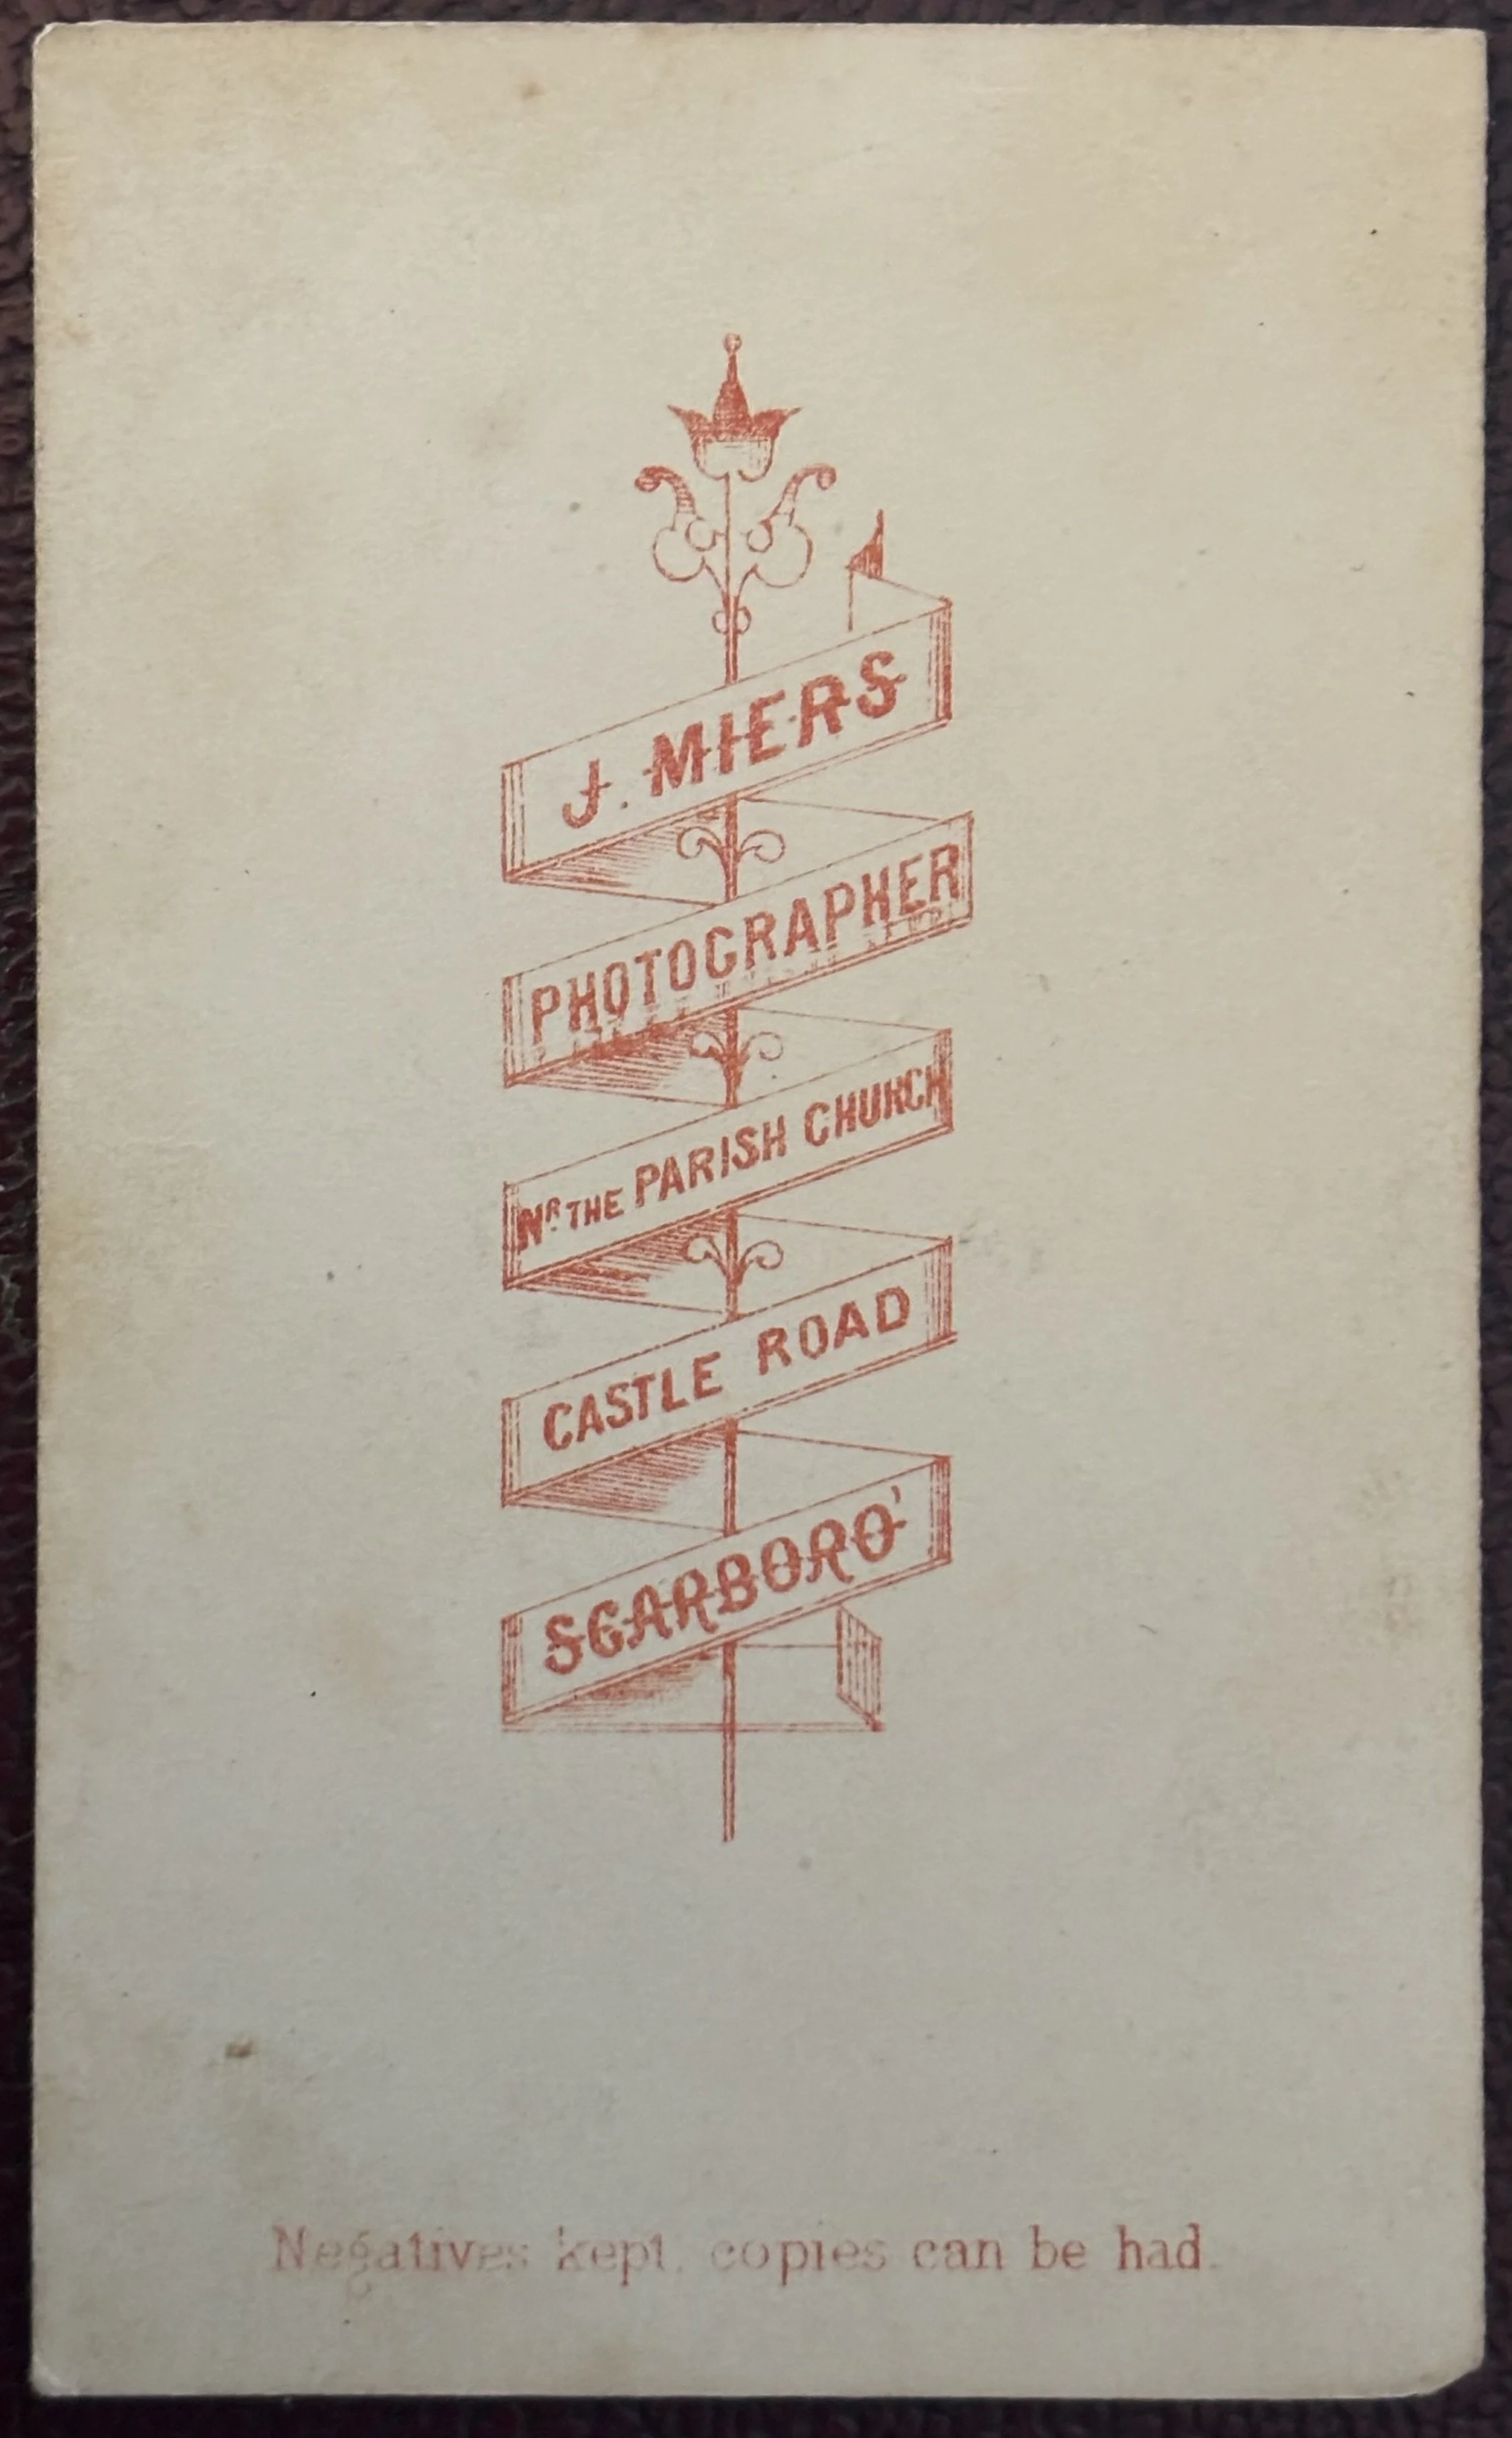 J. MIERS
PHOTOGRAPHER
NR. THE PARISH CHURCH
CASTLE ROAD
SCARBORO'
Negatives kept, copies can be had.